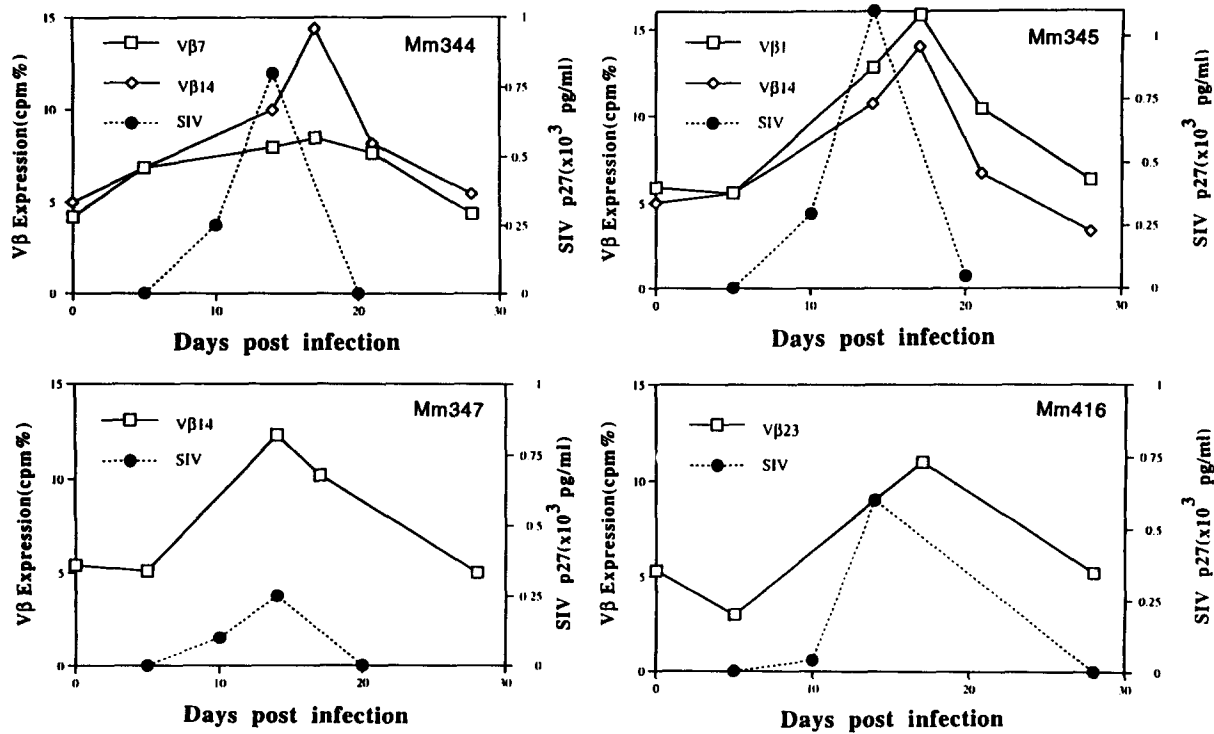 Mm344
Vβ7
Vβ14
SIV
Vβ Expression(cpm%)
15
10
5
0
SIV p27(x10³ pg/ml)
1
0.75
0.5
0.25
0
0
10
20
30
Days post infection
Mm345
Vβ1
Vβ14
SIV
Vβ Expression(cpm%)
15
10
5
0
SIV p27(x10³ pg/ml)
1
0.75
0.5
0.25
0
0
10
20
30
Days post infection
Mm347
Vβ14
SIV
Vβ Expression(cpm%)
15
10
5
0
SIV p27(x10³ pg/ml)
1
0.75
0.5
0.25
0
0
10
20
30
Days post infection
Mm416
Vβ23
SIV
Vβ Expression(cpm%)
15
10
5
0
SIV p27(x10³ pg/ml)
1
0.75
0.5
0.25
0
0
10
20
30
Days post infection